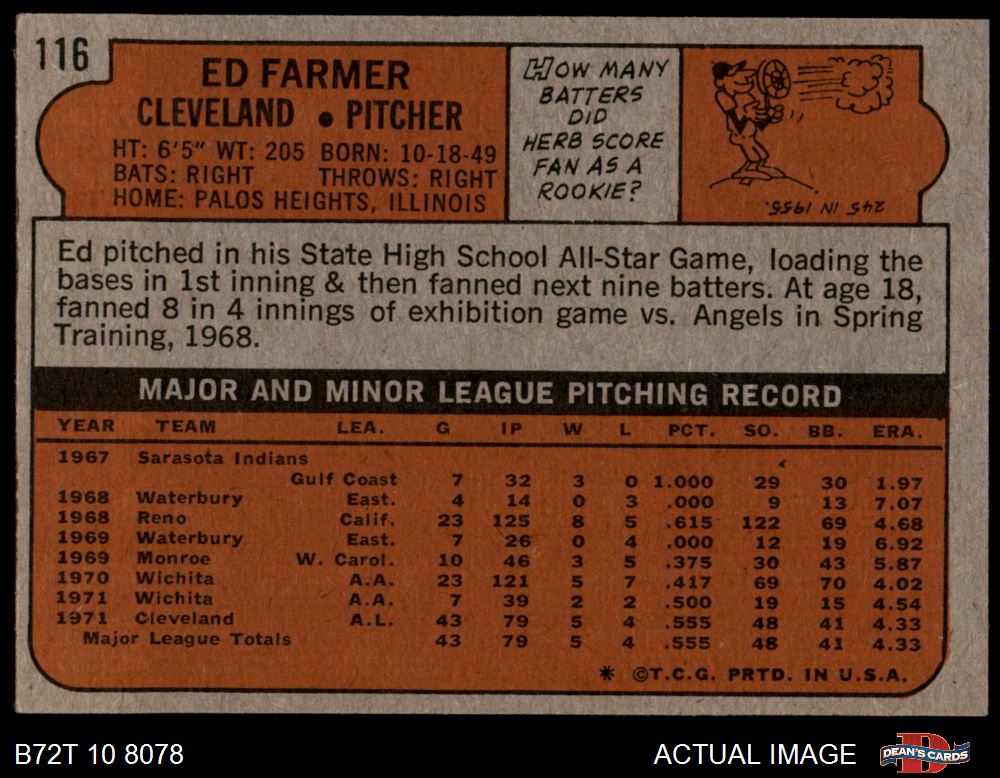 116
ED FARMER
CLEVELAND • PITCHER
HT: 6'5" WT: 205 BORN: 10-18-49
BATS: RIGHT THROWS: RIGHT
HOME: PALOS HEIGHTS, ILLINOIS
HOW MANY
BATTERS
DID
HERB SCORE
FAN AS A
ROOKIE?
245 IN 1955.
Ed pitched in his State High School All-Star Game, loading the
bases in 1st inning & then fanned next nine batters. At age 18,
fanned 8 in 4 innings of exhibition game vs. Angels in Spring
Training, 1968.
MAJOR AND MINOR LEAGUE PITCHING RECORD
YEAR TEAM LEA. G IP W L PCT. SO. BB. ERA.
1967 Sarasota Indians
Gulf Coast 7 32 3 0 1.000 29 30 1.97
1968 Waterbury East. 4 14 0 3 .000 9 13 7.07
1968 Reno Calif. 23 125 8 5 .615 122 69 4.68
1969 Waterbury East. 7 26 0 4 .000 12 19 6.92
1969 Monroe W. Carol. 10 46 3 5 .375 30 43 5.87
1970 Wichita A.A. 23 121 5 7 .417 69 70 4.02
1971 Wichita A.A. 7 39 2 2 .500 19 15 4.54
1971 Cleveland A.L. 43 79 5 4 .555 48 41 4.33
Major League Totals 43 79 5 4 .555 48 41 4.33
* ©T.C.G. PRTD. IN U.S.A.
B72T 10 8078 ACTUAL IMAGE DEAN'S CARDS